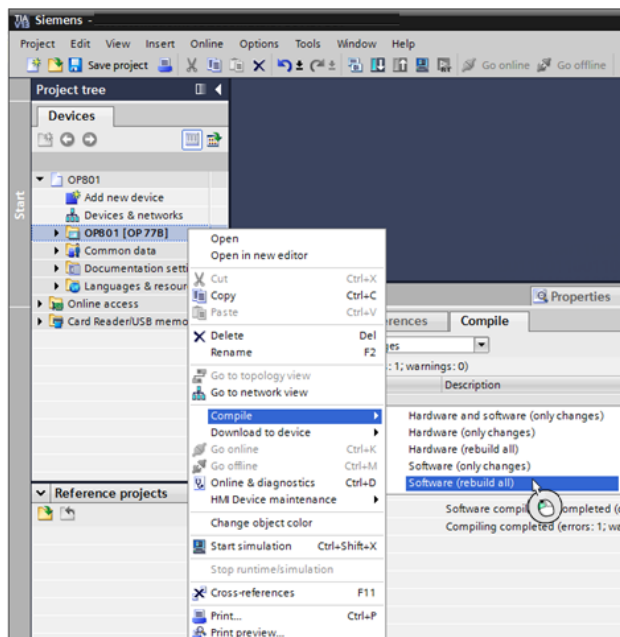 Siemens -
Project Edit View Insert Online Options Tools Window Help
Save project Go online Go offline
Project tree
Devices
Start
OP801
Add new device
Devices & networks
OP801 [OP 77B]
Common data
Documentation setti
Languages & resour
Online access
Card Reader/USB memo
Reference projects
Open
Open in new editor
Cut Ctrl+X
Copy Ctrl+C
Paste Ctrl+V
Delete Del
Rename F2
Go to topology view
Go to network view
Compile
Download to device
Go online Ctrl+K
Go offline Ctrl+M
Online & diagnostics Ctrl+D
HMI Device maintenance
Change object color
Start simulation Ctrl+Shift+X
Stop runtime/simulation
Cross-references F11
Print... Ctrl+P
Print preview...
Properties
erences Compile
ges
: 1; warnings: 0)
Description
Hardware and software (only changes)
Hardware (only changes)
Hardware (rebuild all)
Software (only changes)
Software (rebuild all)
Software compil ompleted (
Compiling completed (errors: 1; wa